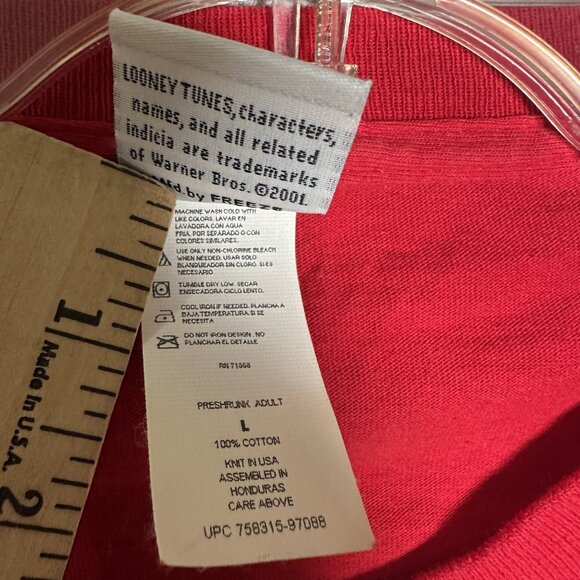 LOONEY TUNES, characters,
names, and all related
indicia are trademarks
of Warner Bros. ©2001.
by FREEZE
MACHINE WASH COLD WITH
LIKE COLORS. LAVAR EN
LAVADORA CON AGUA
FRIA, POR SEPARADO O CON
COLORES SIMILARES.
USE ONLY NON-CHLORINE BLEACH
WHEN NEEDED. USAR SOLO
BLANQUEADOR SIN CLORO. SI ES
NECESARIO
TUMBLE DRY LOW. SECAR
ENSECADORA CICLO LENTO.
COOL IRON IF NEEDED. PLANCHA A
BAJA TEMPERATURA SI SE
NECESITA
DO NOT IRON DESIGN. NO
PLANCHAR EL DETALLE
RN 71868
PRESHRUNK ADULT
L
100% COTTON
KNIT IN USA
ASSEMBLED IN
HONDURAS
CARE ABOVE
UPC 758315-97088
1
2
Made in U.S.A.